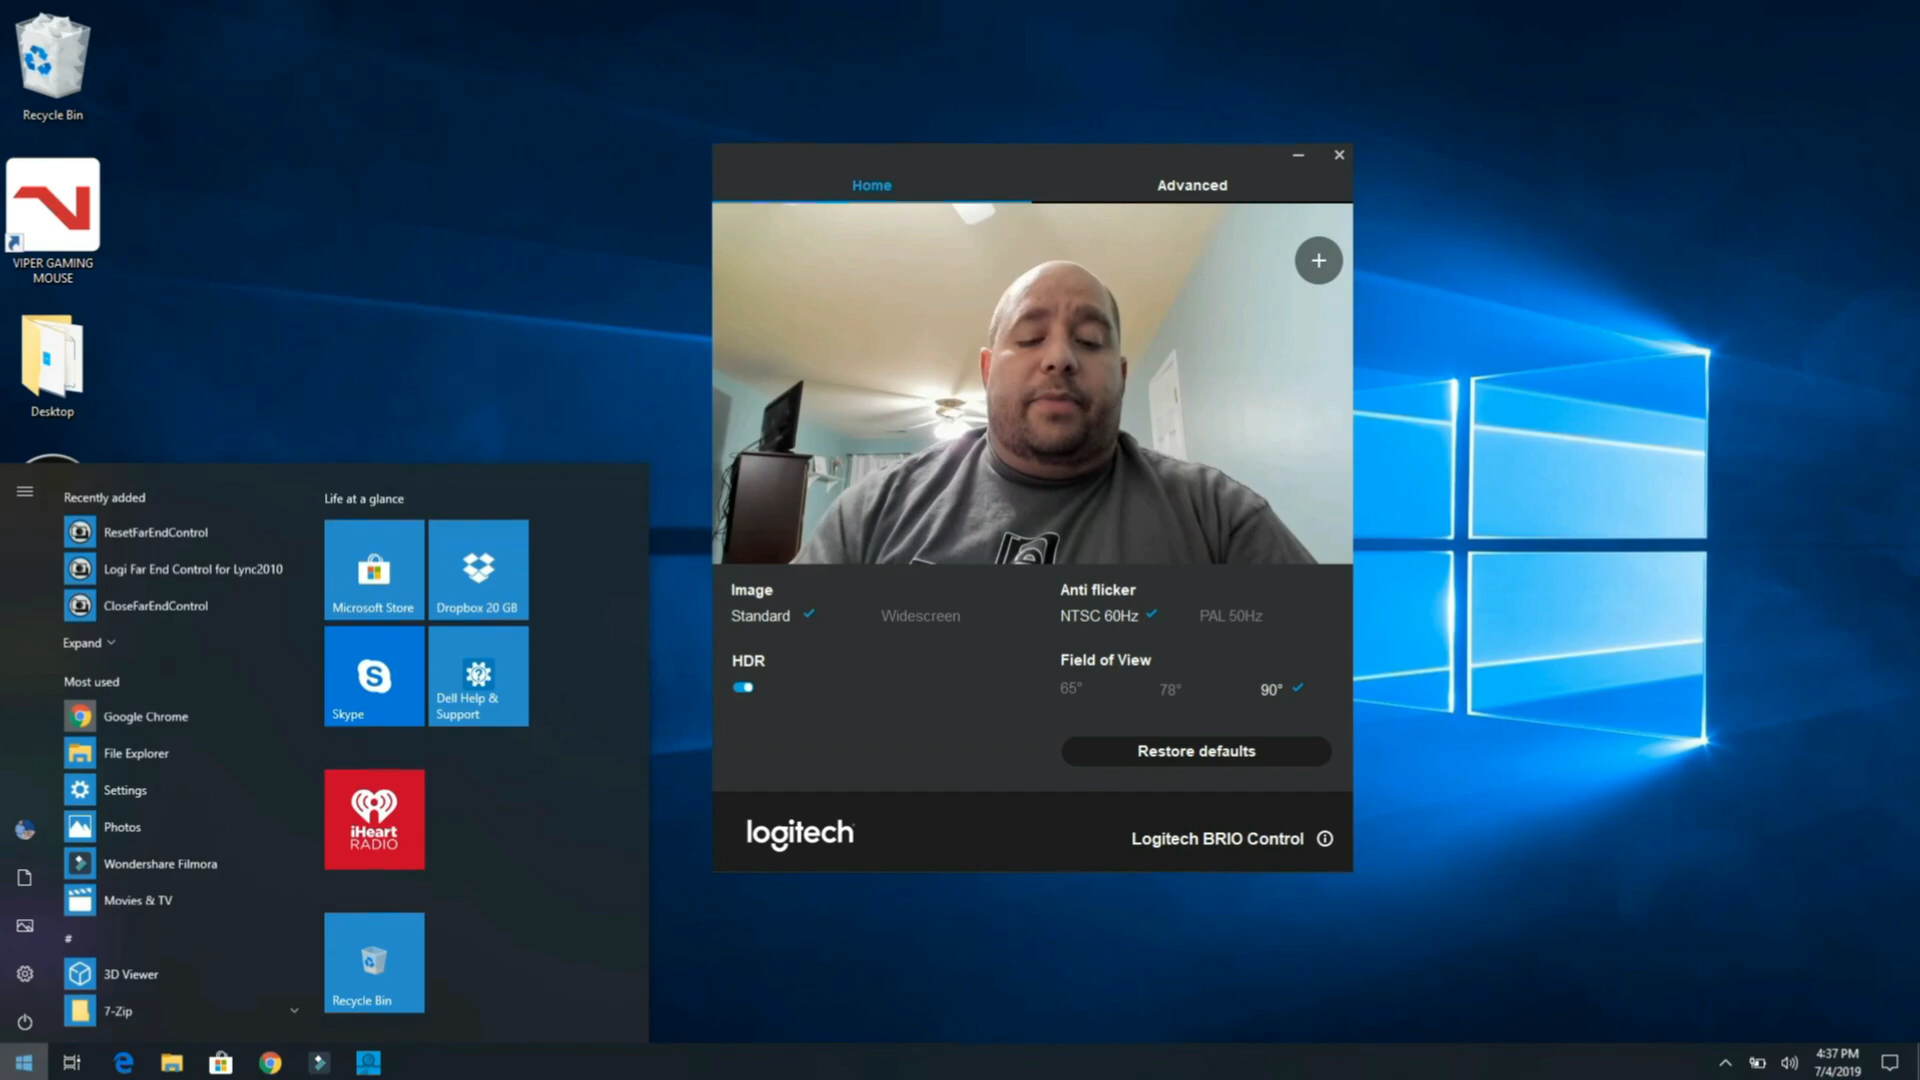 Recycle Bin
VIPER GAMING
MOUSE
Desktop
Home
Advanced
Image
Standard
Widescreen
Anti flicker
NTSC 60Hz
PAL 50Hz
HDR
Field of View
65°
78°
90°
Restore defaults
logitech
Logitech BRIO Control
Recently added
ResetFarEndControl
Logi Far End Control for Lync2010
CloseFarEndControl
Expand
Most used
Google Chrome
File Explorer
Settings
Photos
Wondershare Filmora
Movies & TV
#
3D Viewer
7-Zip
Life at a glance
Microsoft Store
Dropbox 20 GB
Skype
Dell Help &
Support
iHeart
RADIO
Recycle Bin
4:37 PM
7/4/2019